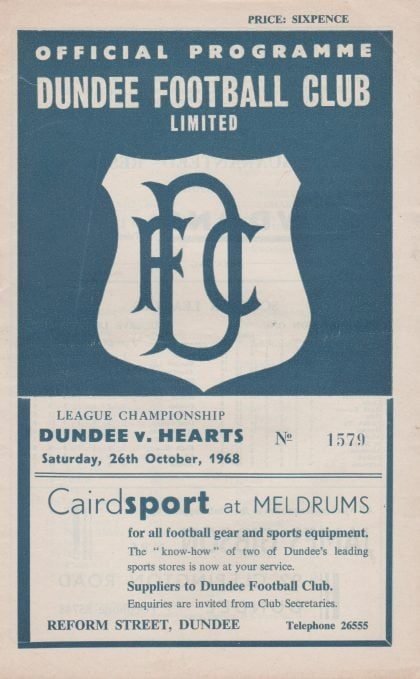 PRICE: SIXPENCE
OFFICIAL PROGRAMME
DUNDEE FOOTBALL CLUB
LIMITED
DFC
LEAGUE CHAMPIONSHIP
DUNDEE v. HEARTS
Saturday, 26th October, 1968
No 1579
Cairdsport at MELDRUMS
for all football gear and sports equipment.
The "know-how" of two of Dundee's leading
sports stores is now at your service.
Suppliers to Dundee Football Club.
Enquiries are invited from Club Secretaries.
REFORM STREET, DUNDEE Telephone 26555